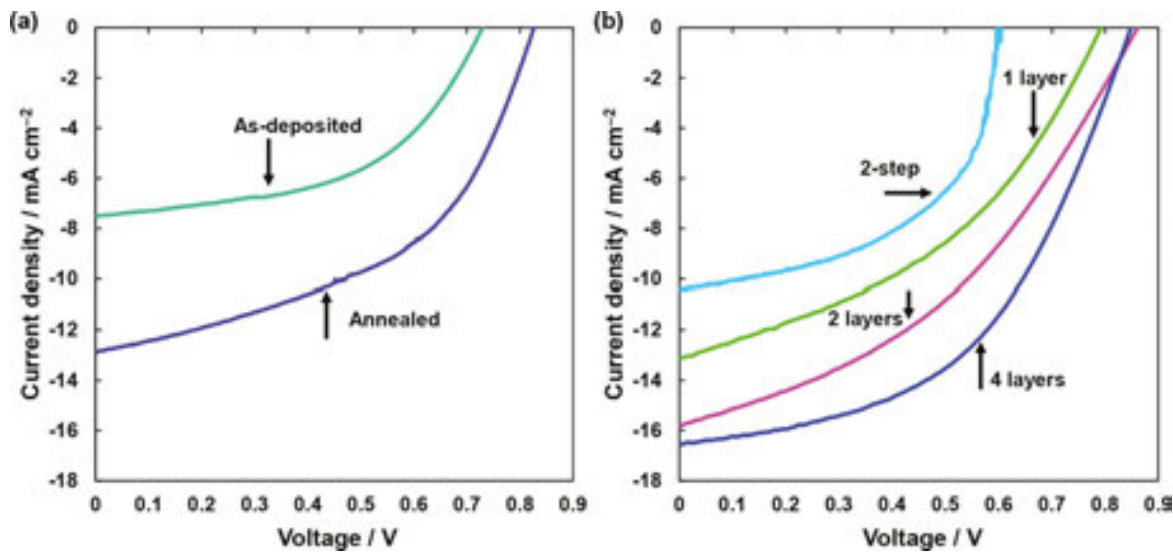 (a)
0
-2
-4
-6
-8
-10
-12
-14
-16
-18
Current density / mA cm⁻²
As-deposited
Annealed
0 0.1 0.2 0.3 0.4 0.5 0.6 0.7 0.8 0.9
Voltage / V
(b)
0
-2
-4
-6
-8
-10
-12
-14
-16
-18
Current density / mA cm⁻²
1 layer
2-step
2 layers
4 layers
0 0.1 0.2 0.3 0.4 0.5 0.6 0.7 0.8 0.9
Voltage / V